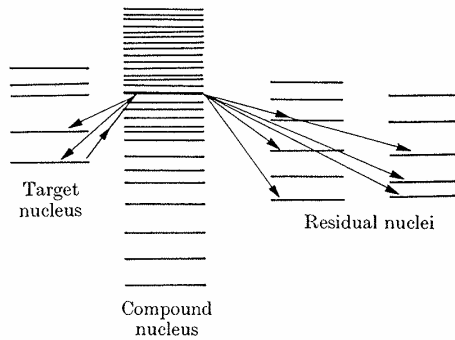 Target
nucleus
Residual nuclei
Compound
nucleus